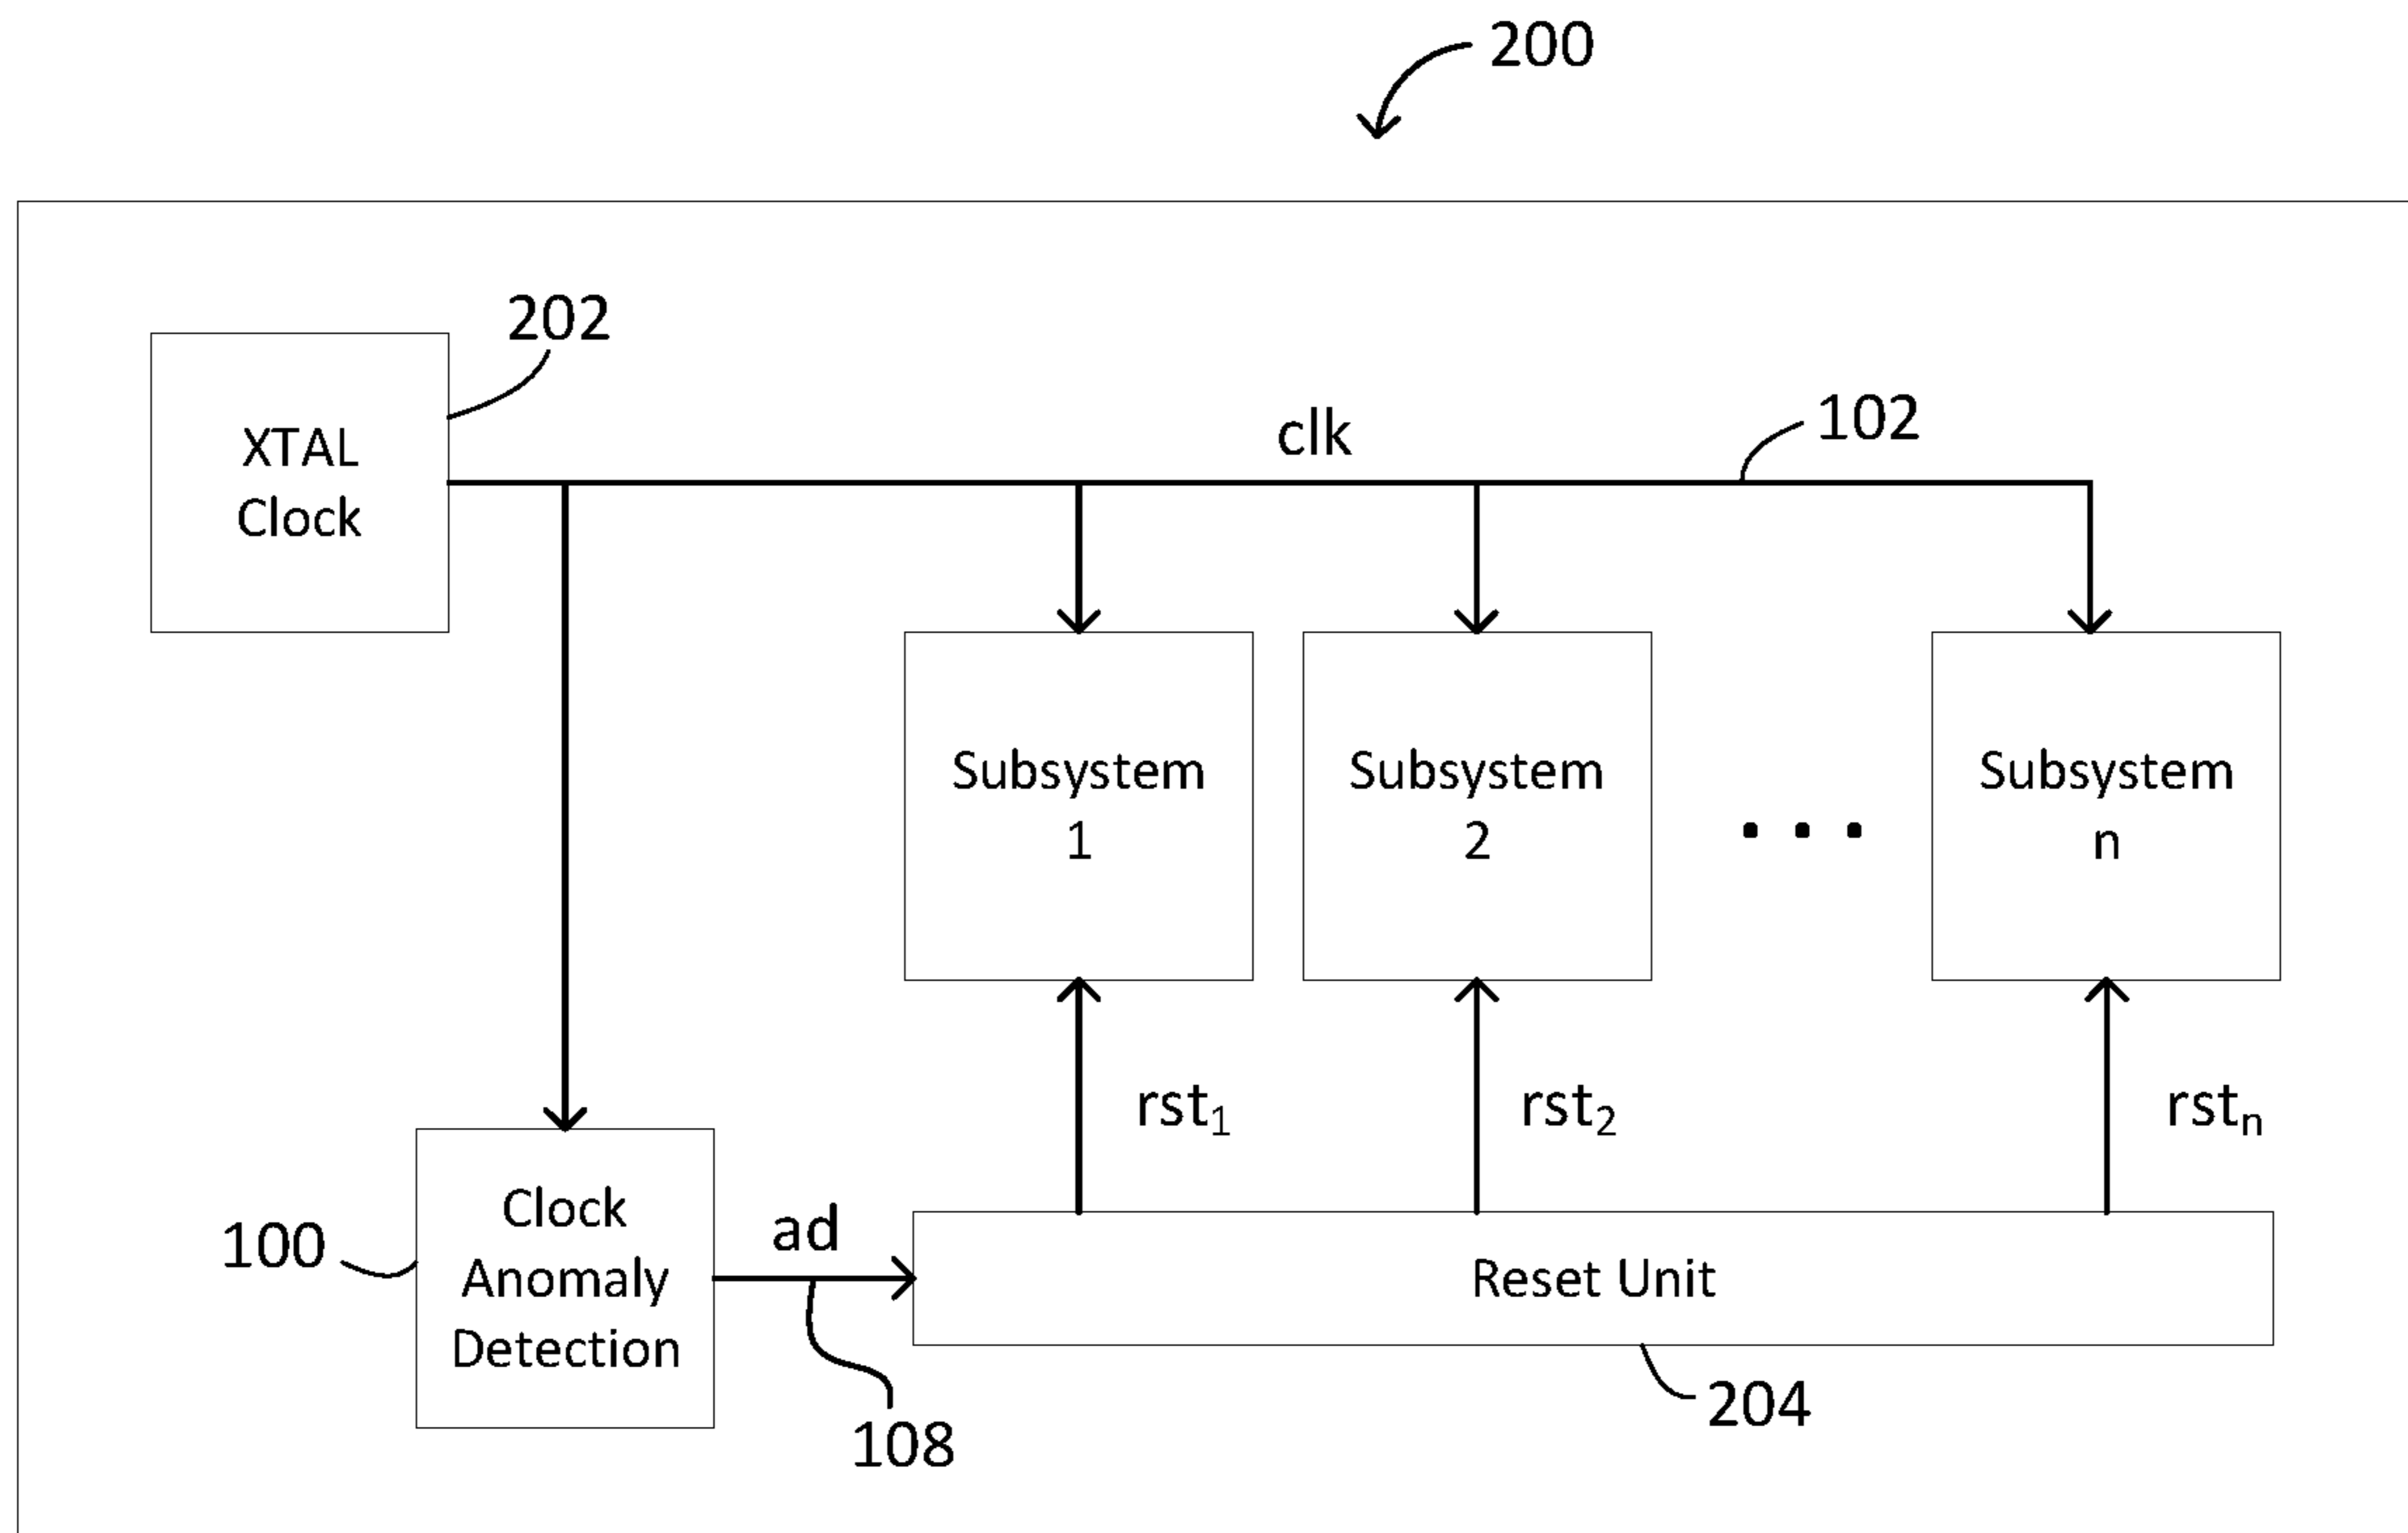 200
202
XTAL
Clock
clk
102
Subsystem
1
Subsystem
2
. . .
Subsystem
n
rst₁
rst₂
rstₙ
100
Clock
Anomaly
Detection
ad
108
Reset Unit
204